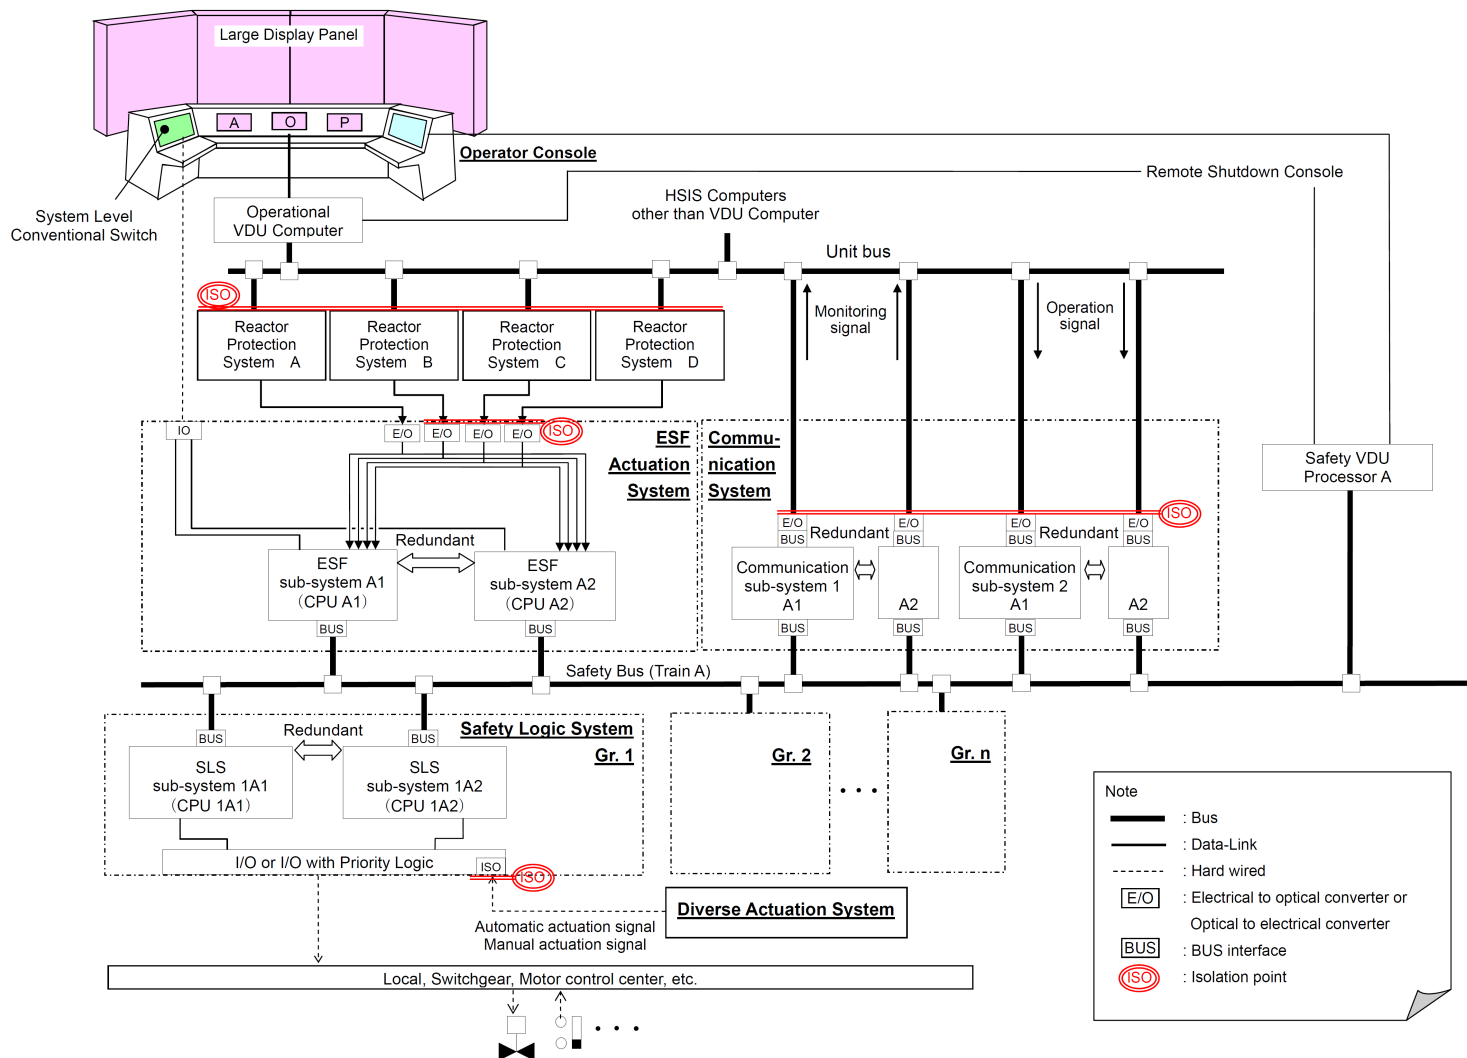 Large Display Panel
A
O
P
Operator Console
System Level
Conventional Switch
Operational
VDU Computer
HSIS Computers
other than VDU Computer
Remote Shutdown Console
Unit bus
ISO
Reactor
Protection
System A
Reactor
Protection
System B
Reactor
Protection
System C
Reactor
Protection
System D
Monitoring
signal
Operation
signal
IO
E/O
E/O
E/O
E/O
ISO
ESF
Actuation
System
Commu-
nication
System
Safety VDU
Processor A
ISO
E/O
BUS
Redundant
E/O
BUS
E/O
BUS
Redundant
E/O
BUS
ESF
sub-system A1
(CPU A1)
Redundant
ESF
sub-system A2
(CPU A2)
Communication
sub-system 1
A1
A2
Communication
sub-system 2
A1
A2
BUS
BUS
BUS
BUS
BUS
BUS
Safety Bus (Train A)
BUS
Redundant
BUS
Safety Logic System
Gr. 1
Gr. 2
Gr. n
SLS
sub-system 1A1
(CPU 1A1)
SLS
sub-system 1A2
(CPU 1A2)
I/O or I/O with Priority Logic
ISO
ISO
Diverse Actuation System
Automatic actuation signal
Manual actuation signal
Local, Switchgear, Motor control center, etc.
Note
: Bus
: Data-Link
: Hard wired
E/O : Electrical to optical converter or
Optical to electrical converter
BUS : BUS interface
ISO : Isolation point